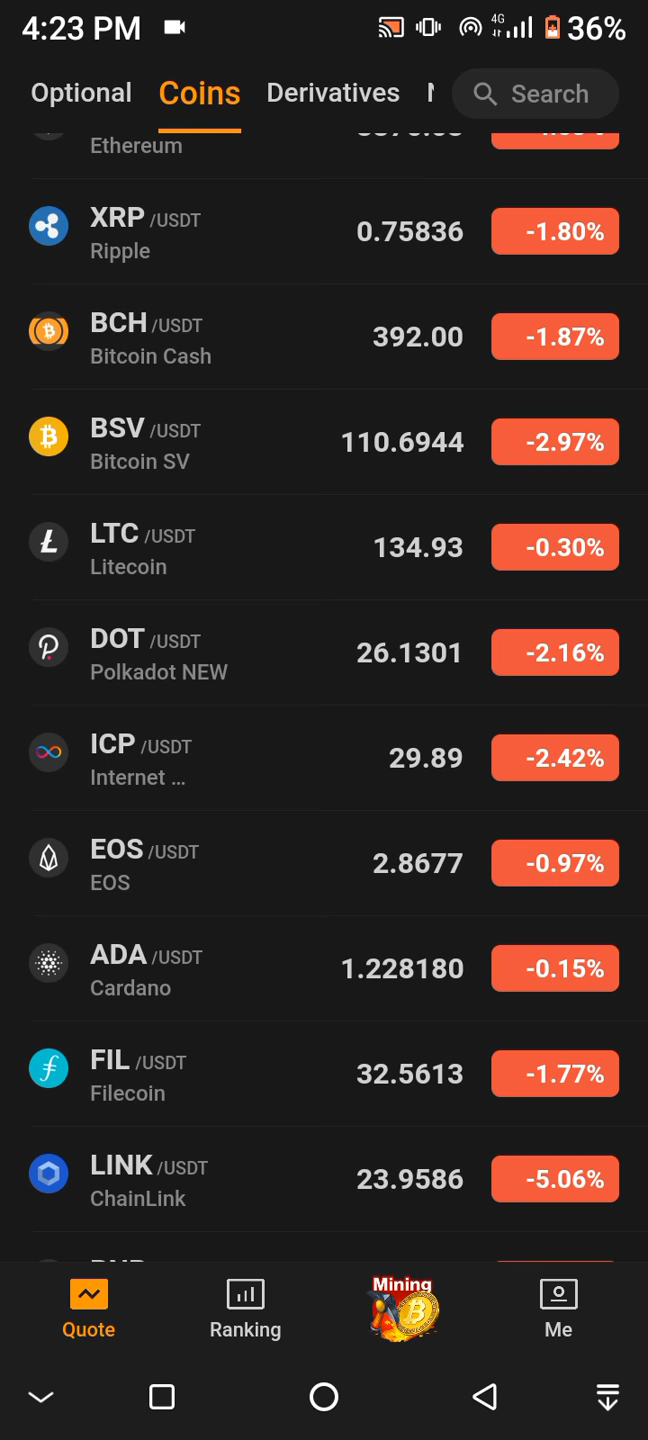 4:23 PM 4G 36%
Optional Coins Derivatives Search
Ethereum
XRP /USDT 0.75836 -1.80%
Ripple
BCH /USDT 392.00 -1.87%
Bitcoin Cash
BSV /USDT 110.6944 -2.97%
Bitcoin SV
LTC /USDT 134.93 -0.30%
Litecoin
DOT /USDT 26.1301 -2.16%
Polkadot NEW
ICP /USDT 29.89 -2.42%
Internet ...
EOS /USDT 2.8677 -0.97%
EOS
ADA /USDT 1.228180 -0.15%
Cardano
FIL /USDT 32.5613 -1.77%
Filecoin
LINK /USDT 23.9586 -5.06%
ChainLink
Mining
Quote Ranking Me